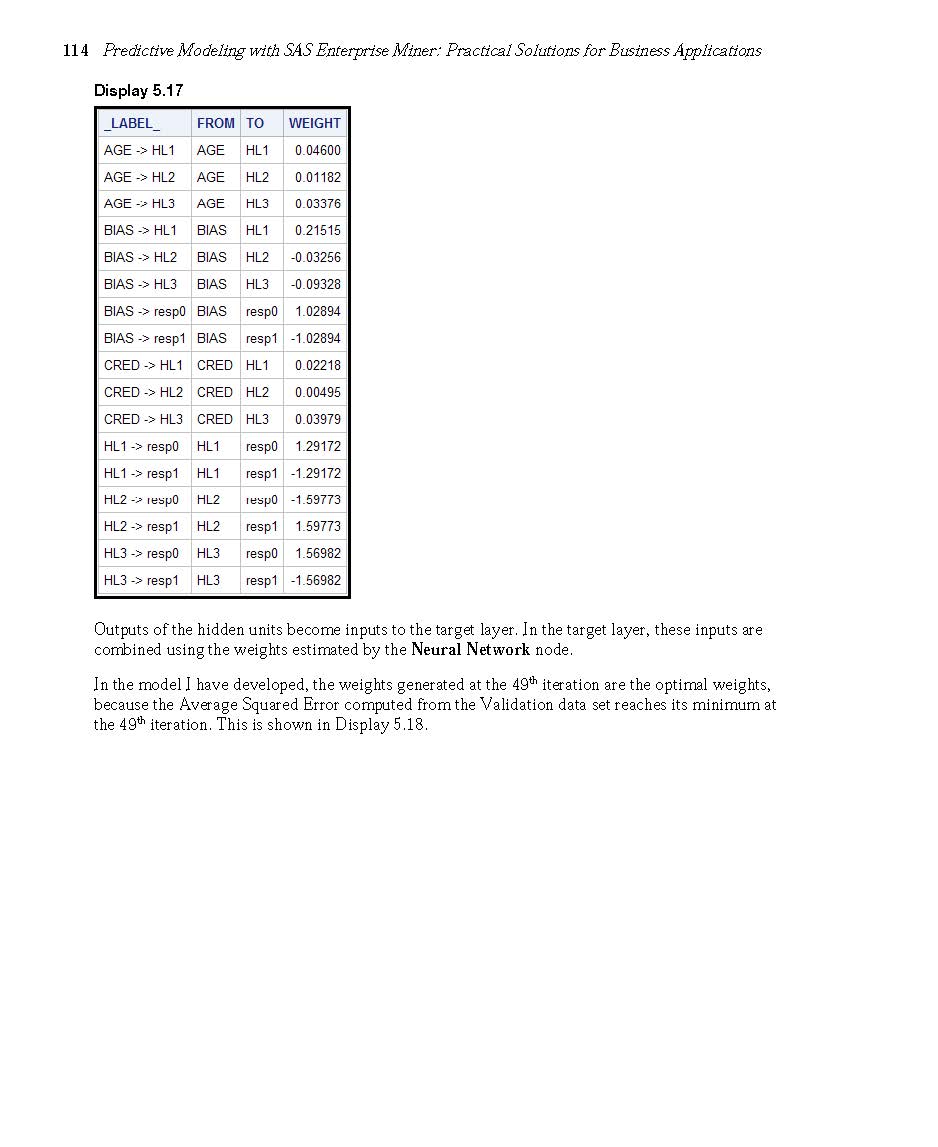 114 Predictive Modeling with SAS Enterprise Miner: Practical Solutions for Business Applications
Display 5.17
_LABEL_ FROM TO WEIGHT
AGE -> HL1 AGE HL1 0.04600
AGE -> HL2 AGE HL2 0.01182
AGE -> HL3 AGE HL3 0.03376
BIAS -> HL1 BIAS HL1 0.21515
BIAS -> HL2 BIAS HL2 -0.03256
BIAS -> HL3 BIAS HL3 -0.09328
BIAS -> resp0 BIAS resp0 1.02894
BIAS -> resp1 BIAS resp1 -1.02894
CRED -> HL1 CRED HL1 0.02218
CRED -> HL2 CRED HL2 0.00495
CRED -> HL3 CRED HL3 0.03979
HL1 -> resp0 HL1 resp0 1.29172
HL1 -> resp1 HL1 resp1 -1.29172
HL2 -> resp0 HL2 resp0 -1.59773
HL2 -> resp1 HL2 resp1 1.59773
HL3 -> resp0 HL3 resp0 1.56982
HL3 -> resp1 HL3 resp1 -1.56982
Outputs of the hidden units become inputs to the target layer. In the target layer, these inputs are
combined using the weights estimated by the Neural Network node.
In the model I have developed, the weights generated at the 49th iteration are the optimal weights,
because the Average Squared Error computed from the Validation data set reaches its minimum at
the 49th iteration. This is shown in Display 5.18.